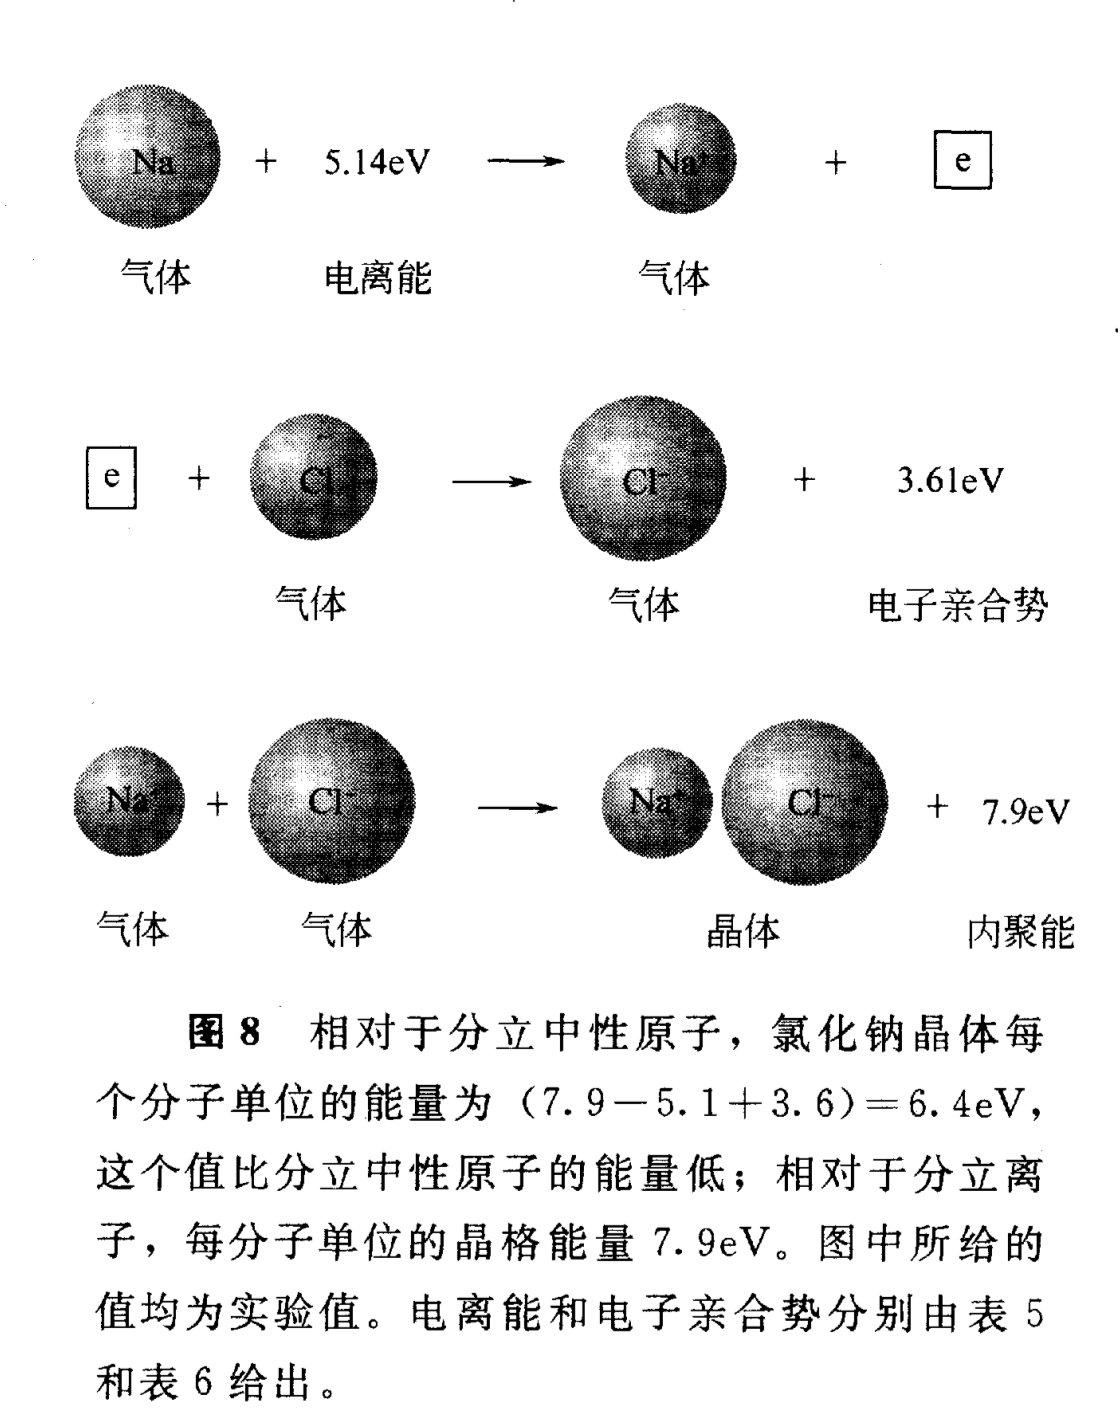 Na + 5.14eV → Na⁺ + e
气体 电离能 气体
e + Cl → Cl⁻ + 3.61eV
气体 气体 电子亲合势
Na⁺ + Cl⁻ → Na⁺ Cl⁻ + 7.9eV
气体 气体 晶体 内聚能
图 8 相对于分立中性原子，氯化钠晶体每
个分子单位的能量为（7.9－5.1＋3.6）＝6.4eV，
这个值比分立中性原子的能量低；相对于分立离
子，每分子单位的晶格能量 7.9eV。图中所给的
值均为实验值。电离能和电子亲合势分别由表 5
和表 6 给出。